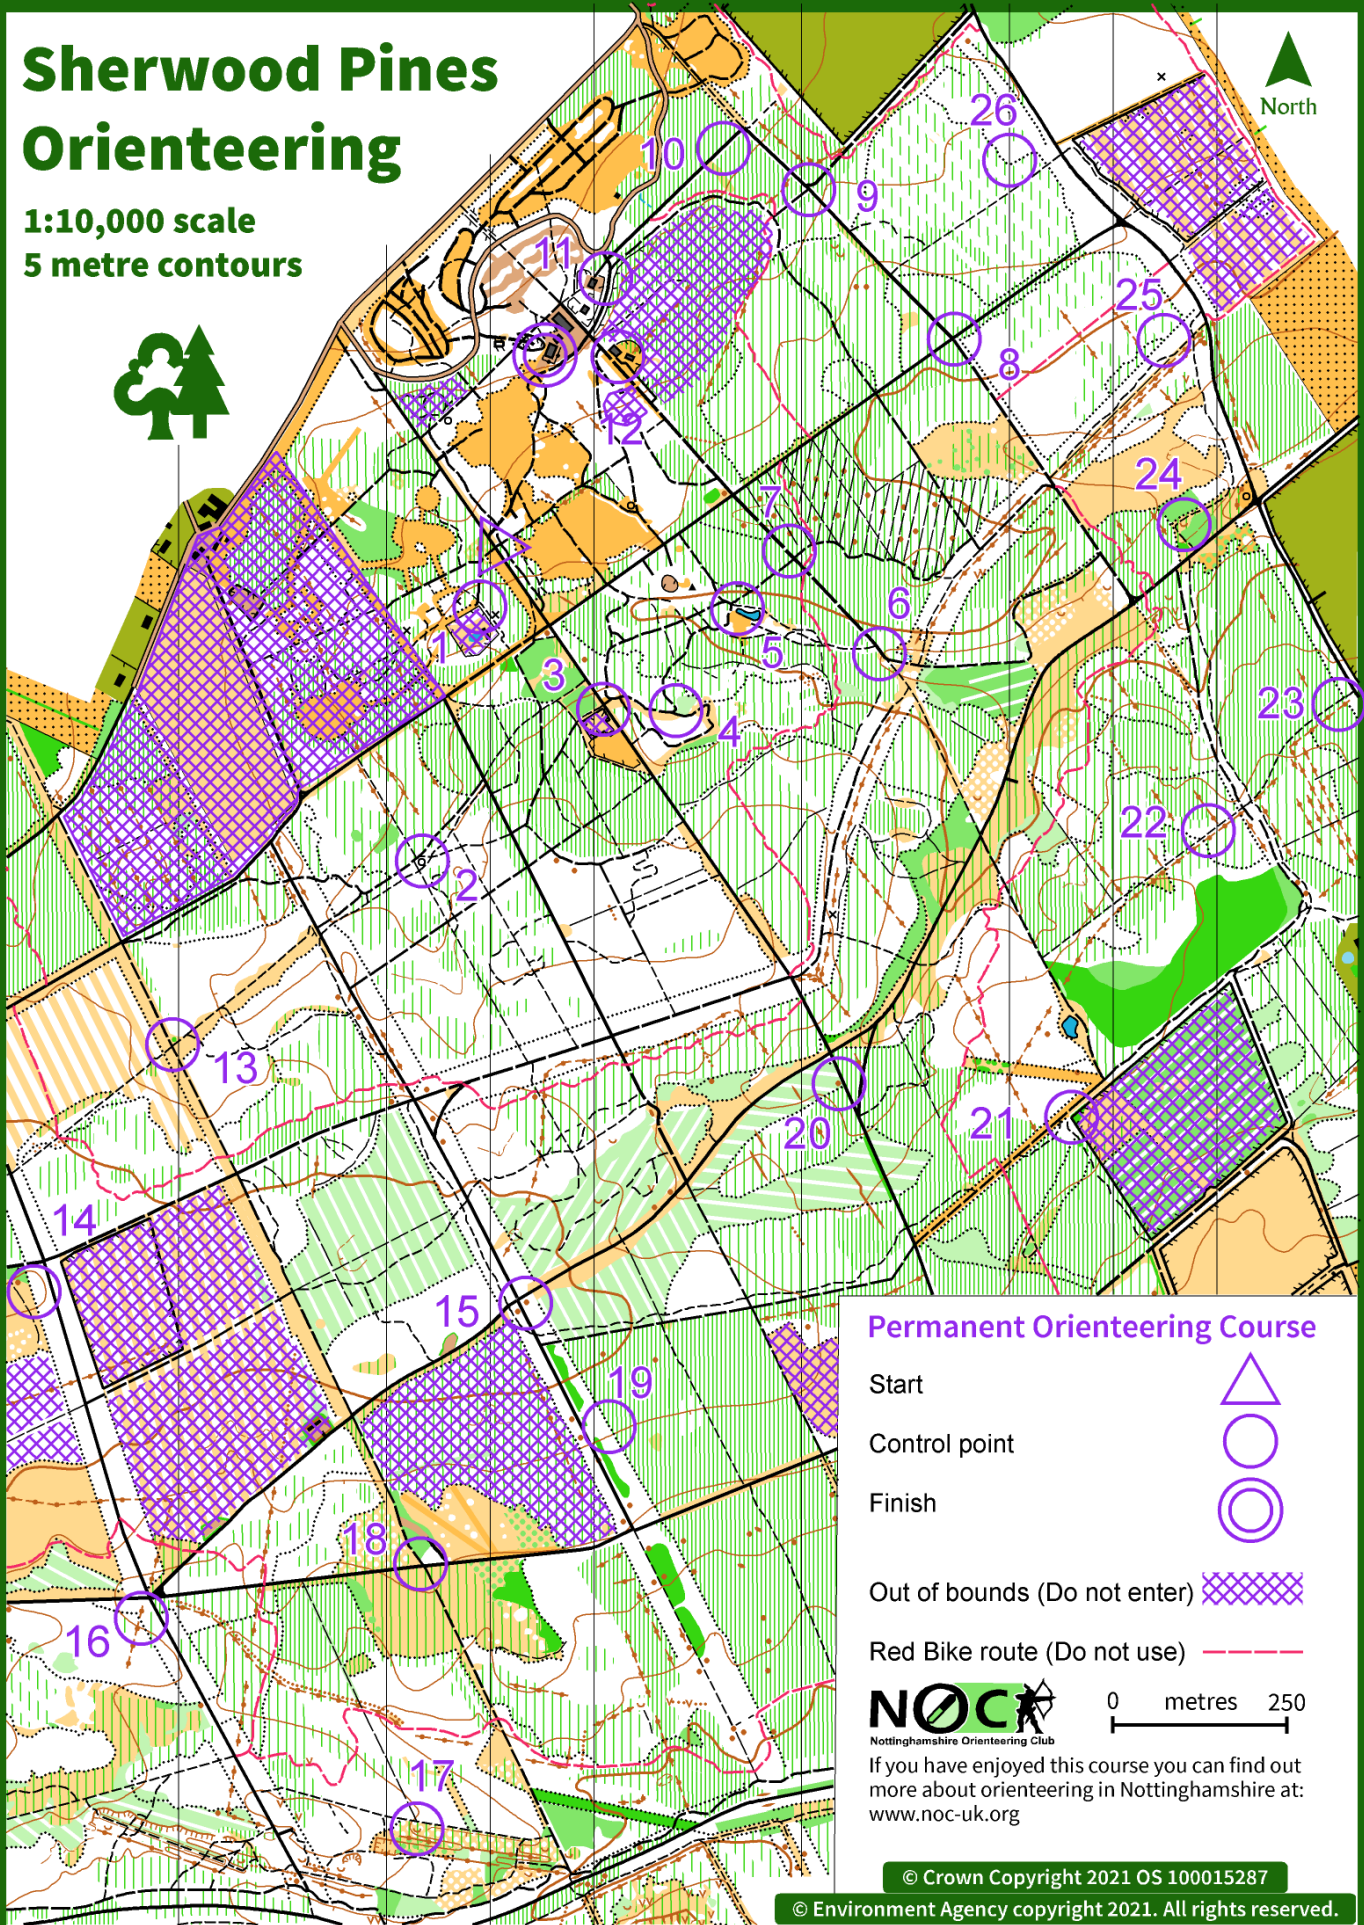 Sherwood Pines
Orienteering
1:10,000 scale
5 metre contours
North
26
10
9
11
25
8
12
24
7
6
1
3
5
4
23
22
2
13
21
20
14
15
19
18
16
17
Permanent Orienteering Course
Start
Control point
Finish
Out of bounds (Do not enter)
Red Bike route (Do not use)
NOC
Nottinghamshire Orienteering Club
0 metres 250
If you have enjoyed this course you can find out
more about orienteering in Nottinghamshire at:
www.noc-uk.org
© Crown Copyright 2021 OS 100015287
© Environment Agency copyright 2021. All rights reserved.